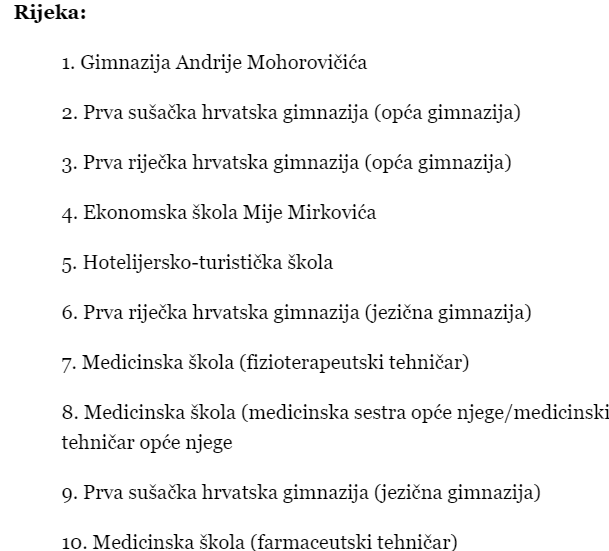 Rijeka:
1. Gimnazija Andrije Mohorovičića
2. Prva sušačka hrvatska gimnazija (opća gimnazija)
3. Prva riječka hrvatska gimnazija (opća gimnazija)
4. Ekonomska škola Mije Mirkovića
5. Hotelijersko-turistička škola
6. Prva riječka hrvatska gimnazija (jezična gimnazija)
7. Medicinska škola (fizioterapeutski tehničar)
8. Medicinska škola (medicinska sestra opće njege/medicinski
tehničar opće njege
9. Prva sušačka hrvatska gimnazija (jezična gimnazija)
10. Medicinska škola (farmaceutski tehničar)